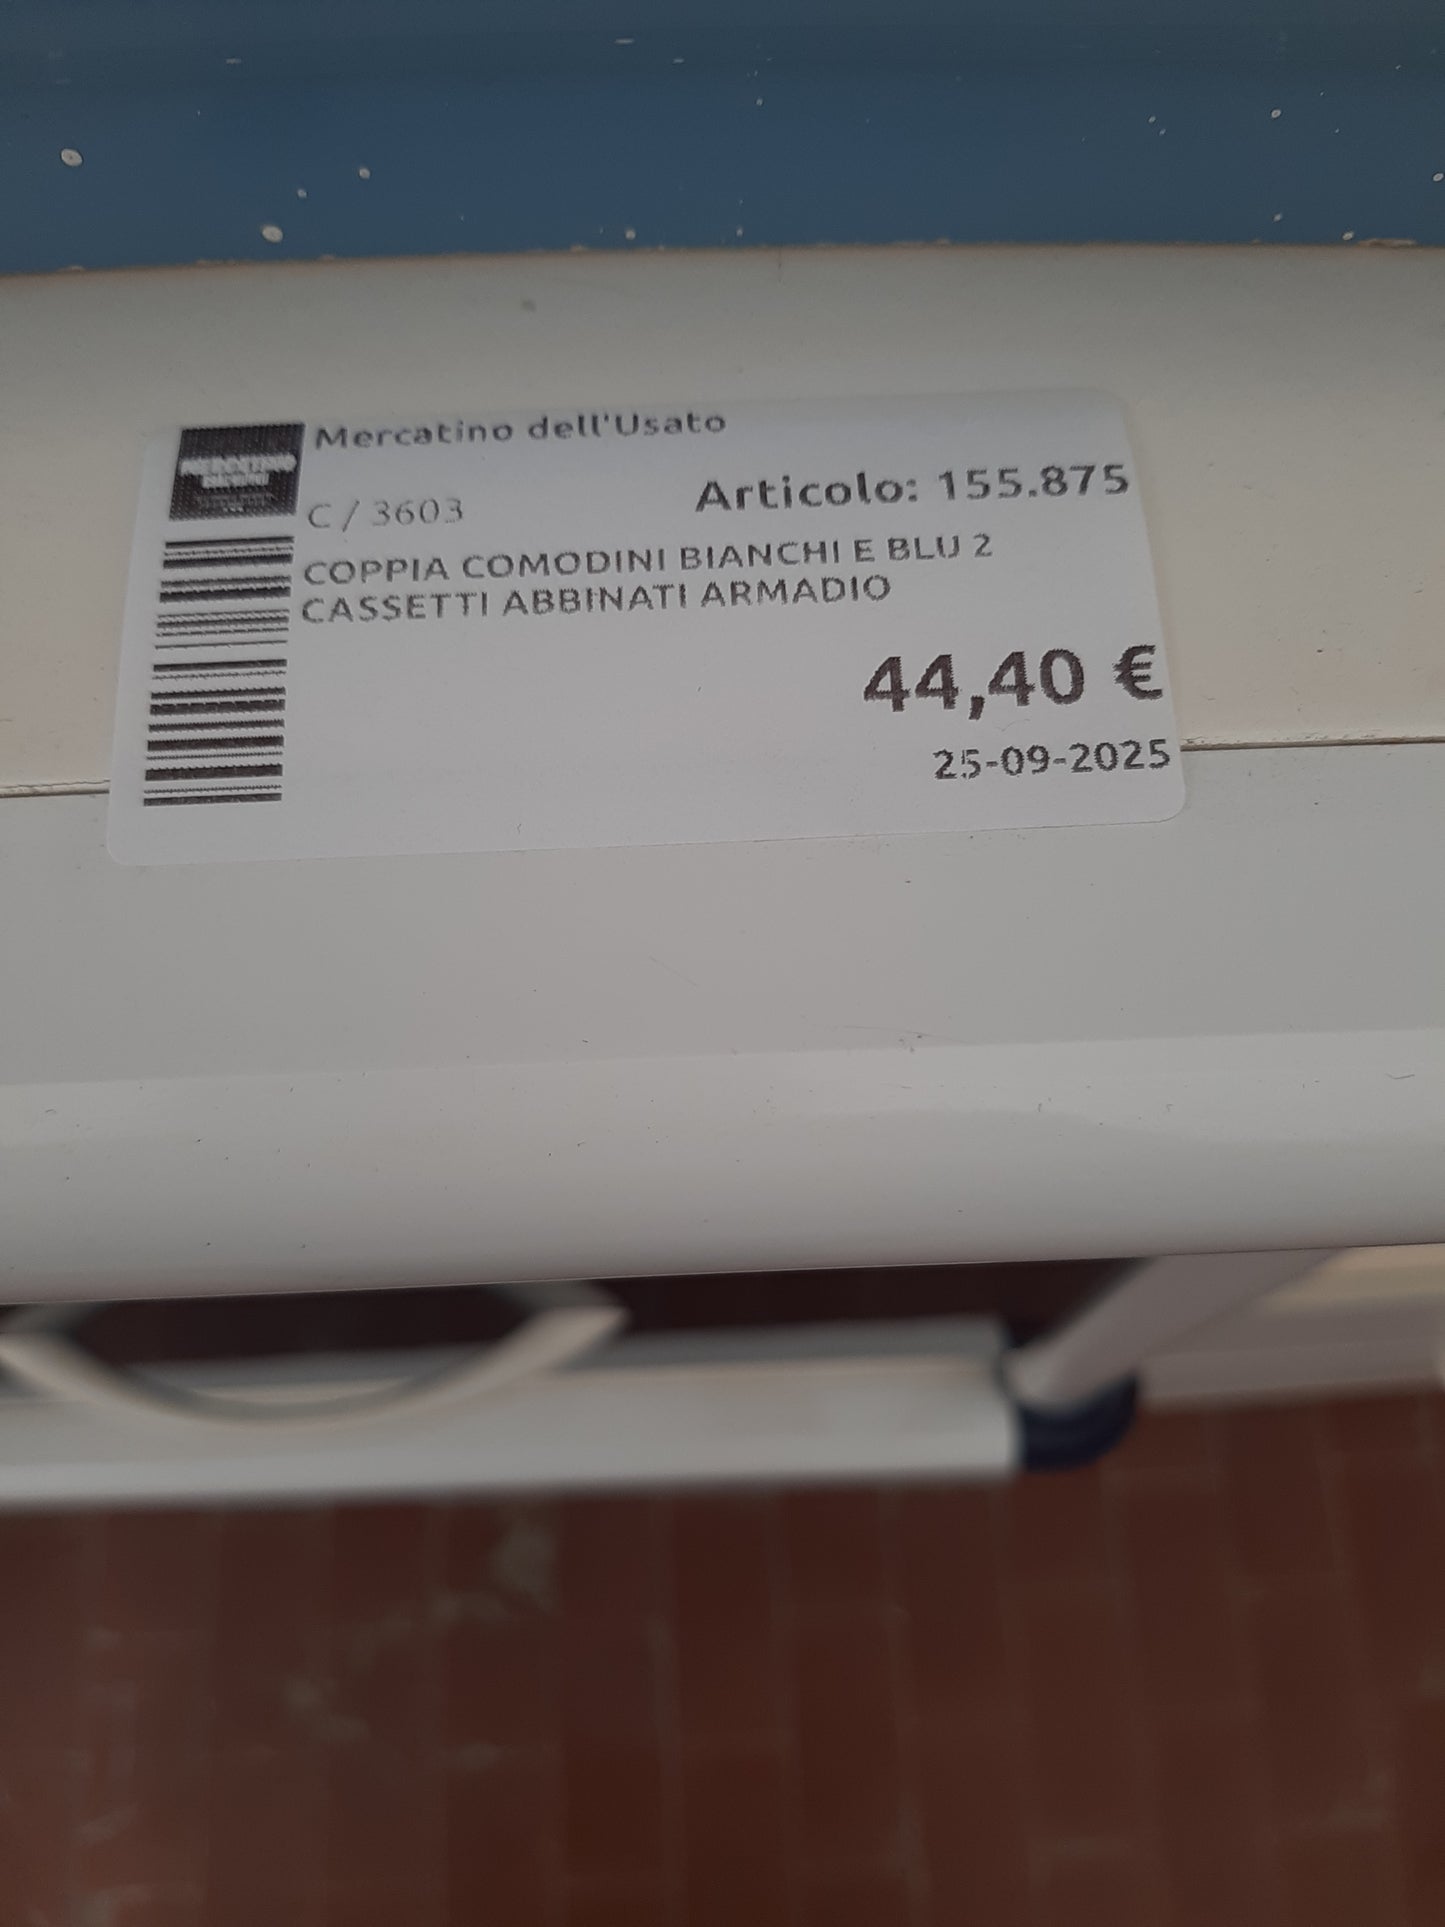 Mercatino dell'Usato
C / 3603
Articolo: 155.875
COPPIA COMODINI BIANCHI E BLU 2
CASSETTI ABBINATI ARMADIO
44,40 €
25-09-2025